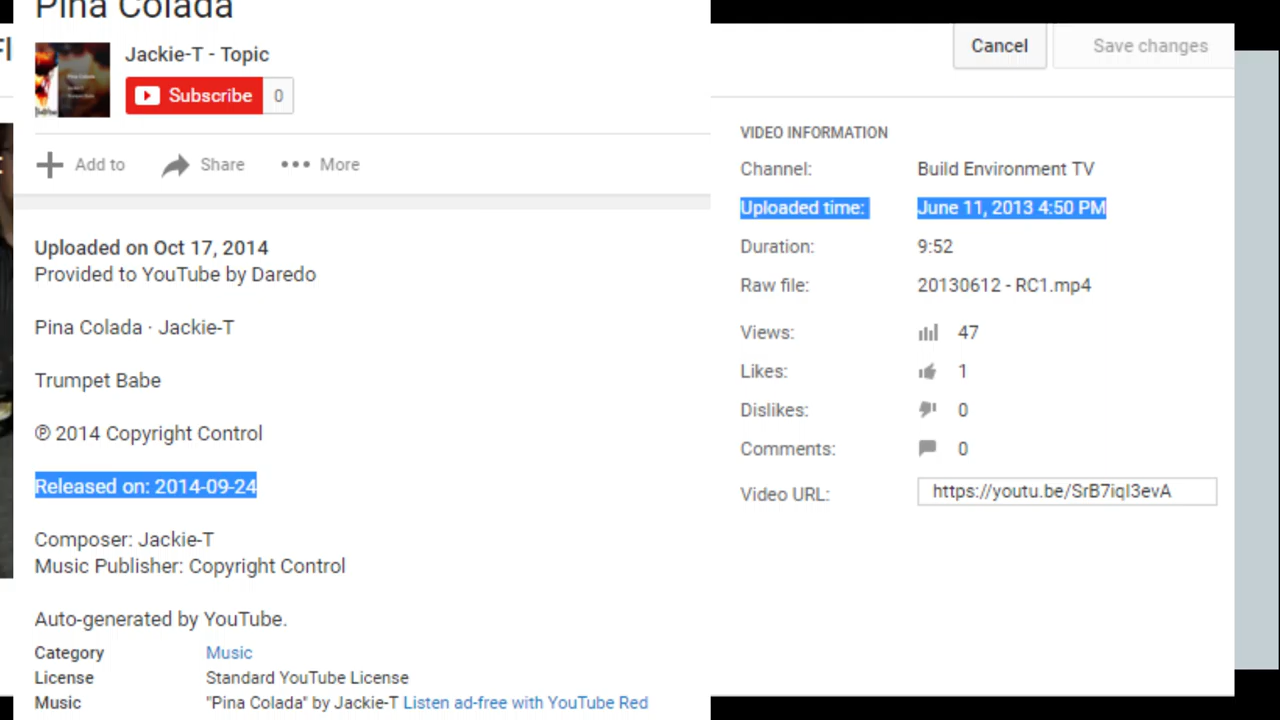 Pina Colada
Jackie-T - Topic
Subscribe 0
Add to Share More
Uploaded on Oct 17, 2014
Provided to YouTube by Daredo
Pina Colada · Jackie-T
Trumpet Babe
℗ 2014 Copyright Control
Released on: 2014-09-24
Composer: Jackie-T
Music Publisher: Copyright Control
Auto-generated by YouTube.
Category Music
License Standard YouTube License
Music "Pina Colada" by Jackie-T Listen ad-free with YouTube Red
Cancel Save changes
VIDEO INFORMATION
Channel: Build Environment TV
Uploaded time: June 11, 2013 4:50 PM
Duration: 9:52
Raw file: 20130612 - RC1.mp4
Views: 47
Likes: 1
Dislikes: 0
Comments: 0
Video URL: https://youtu.be/SrB7iqI3evA